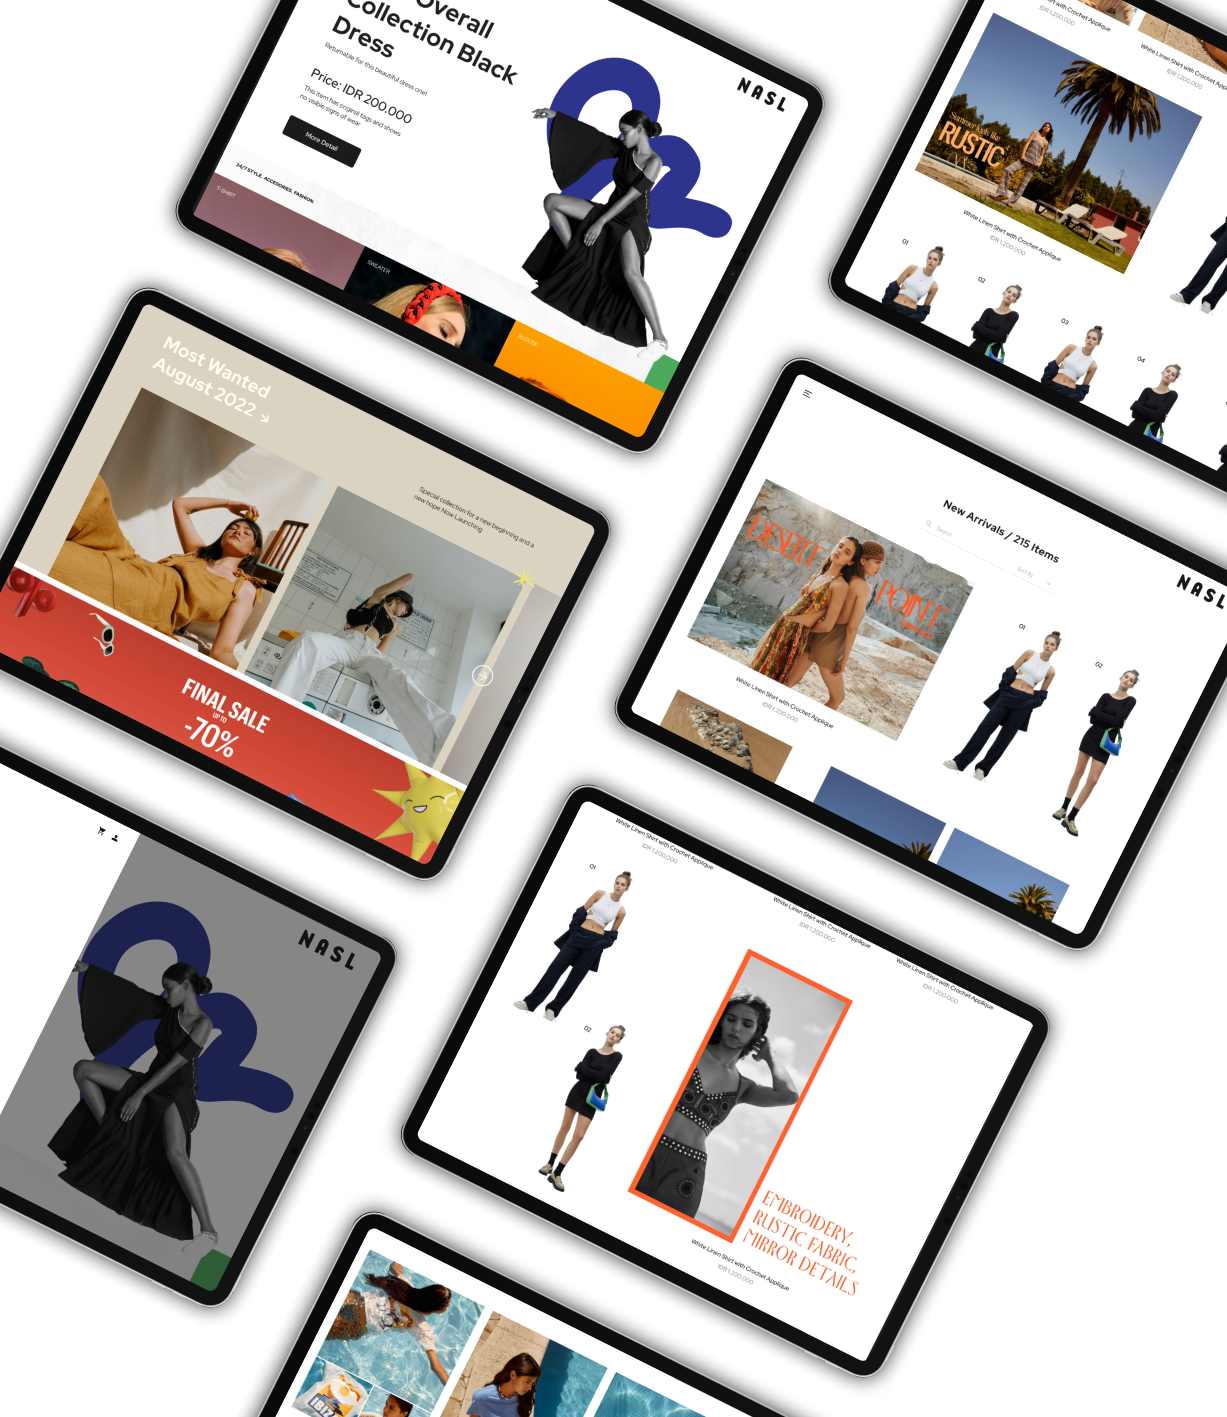 Overall
Collection Black
Dress
Returnable for this beautiful dress one!
Price: IDR 200.000
This item has original tags and shows
no visible signs of wear
More Detail
24/7 STYLE. ACCESORIES. FASHION.
T-SHIRT
SWEATER
BLOUSE
NASL
White Linen Shirt with Crochet Applique
IDR 1.200.000
White Linen Shirt with Crochet Applique
IDR 1.200.000
Summer feels like
RUSTIC
White Linen Shirt with Crochet Applique
IDR 1.200.000
01
02
03
04
Most Wanted
August 2022
Special collection for a new beginning and a
new hope Now Launching
FINAL SALE
UP TO
-70%
New Arrivals / 215 Items
Search
Sort By
NASL
DESERT
POINT
White Linen Shirt with Crochet Applique
IDR 1.200.000
01
02
NASL
White Linen Shirt with Crochet Applique
IDR 1.200.000
White Linen Shirt with Crochet Applique
IDR 1.200.000
White Linen Shirt with Crochet Applique
IDR 1.200.000
01
02
EMBROIDERY,
RUSTIC FABRIC,
MIRROR DETAILS
White Linen Shirt with Crochet Applique
IDR 1.200.000